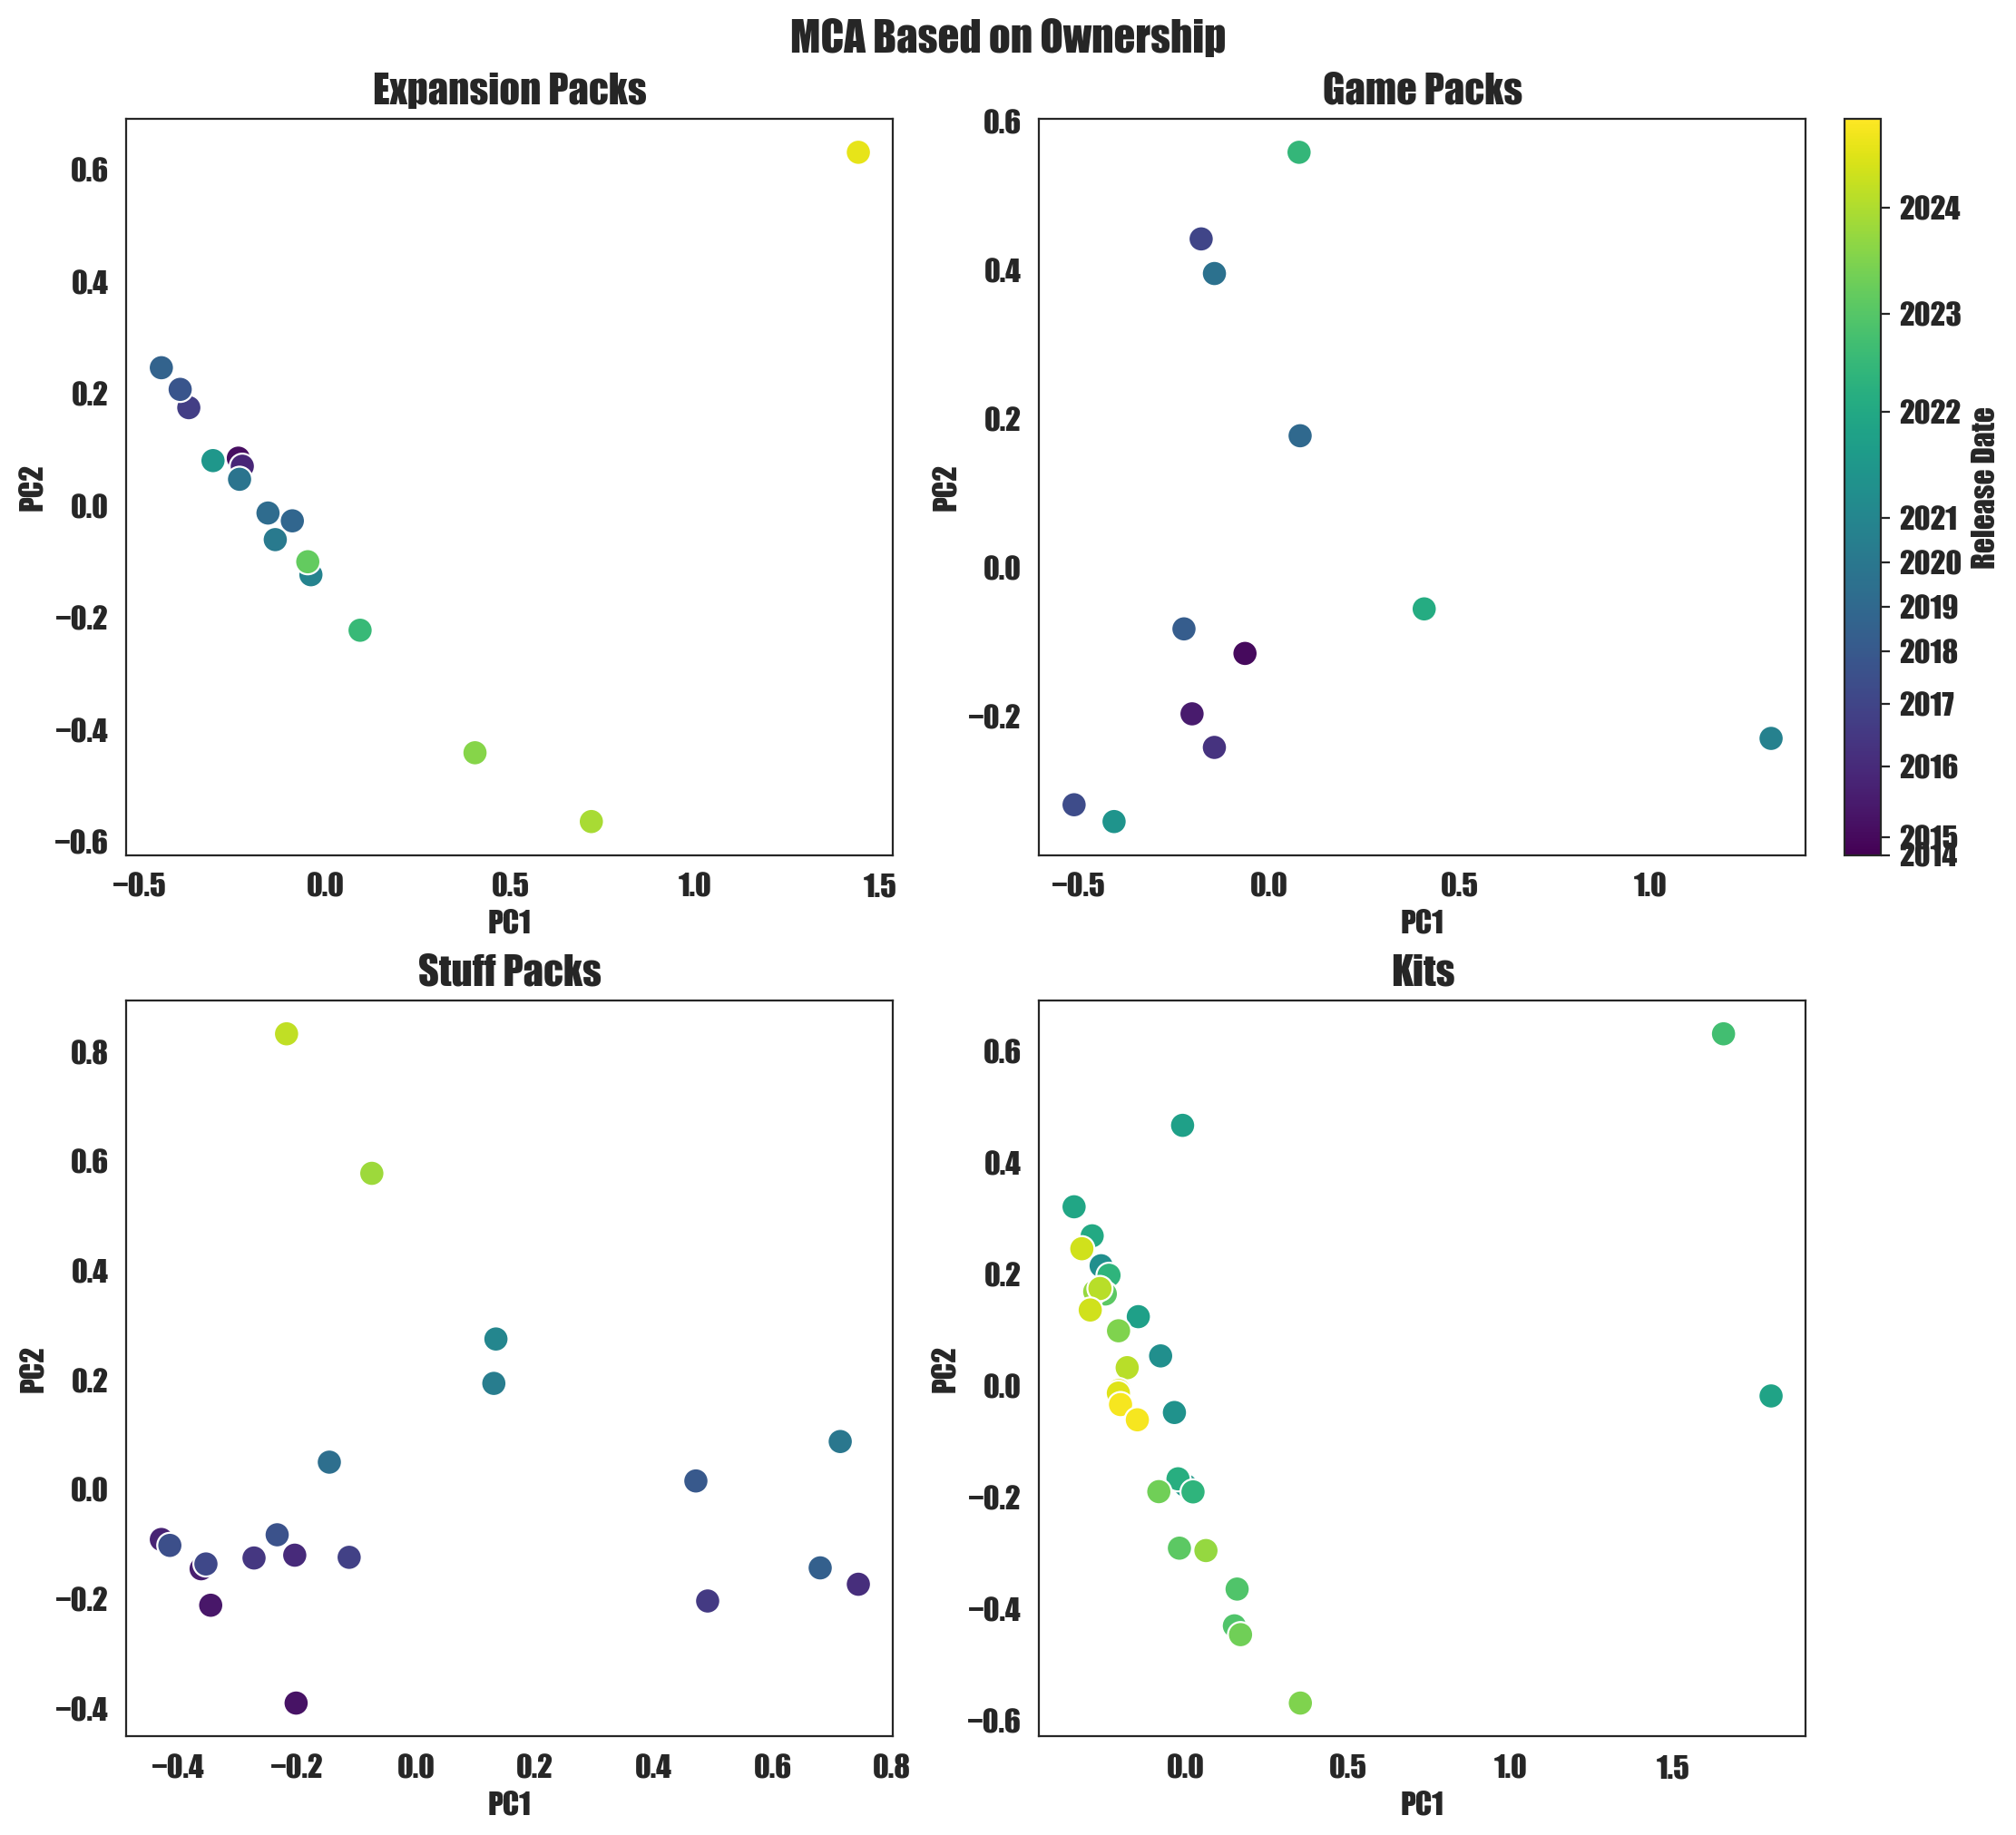 MCA Based on Ownership
Expansion Packs
PC2
0.6
0.4
0.2
0.0
−0.2
−0.4
−0.6
−0.5 0.0 0.5 1.0 1.5
PC1
Game Packs
PC2
0.6
0.4
0.2
0.0
−0.2
−0.5 0.0 0.5 1.0
PC1
2024
2023
2022
2021
2020
2019
2018
2017
2016
2015
2014
Release Date
Stuff Packs
PC2
0.8
0.6
0.4
0.2
0.0
−0.2
−0.4
−0.4 −0.2 0.0 0.2 0.4 0.6 0.8
PC1
Kits
PC2
0.6
0.4
0.2
0.0
−0.2
−0.4
−0.6
0.0 0.5 1.0 1.5
PC1